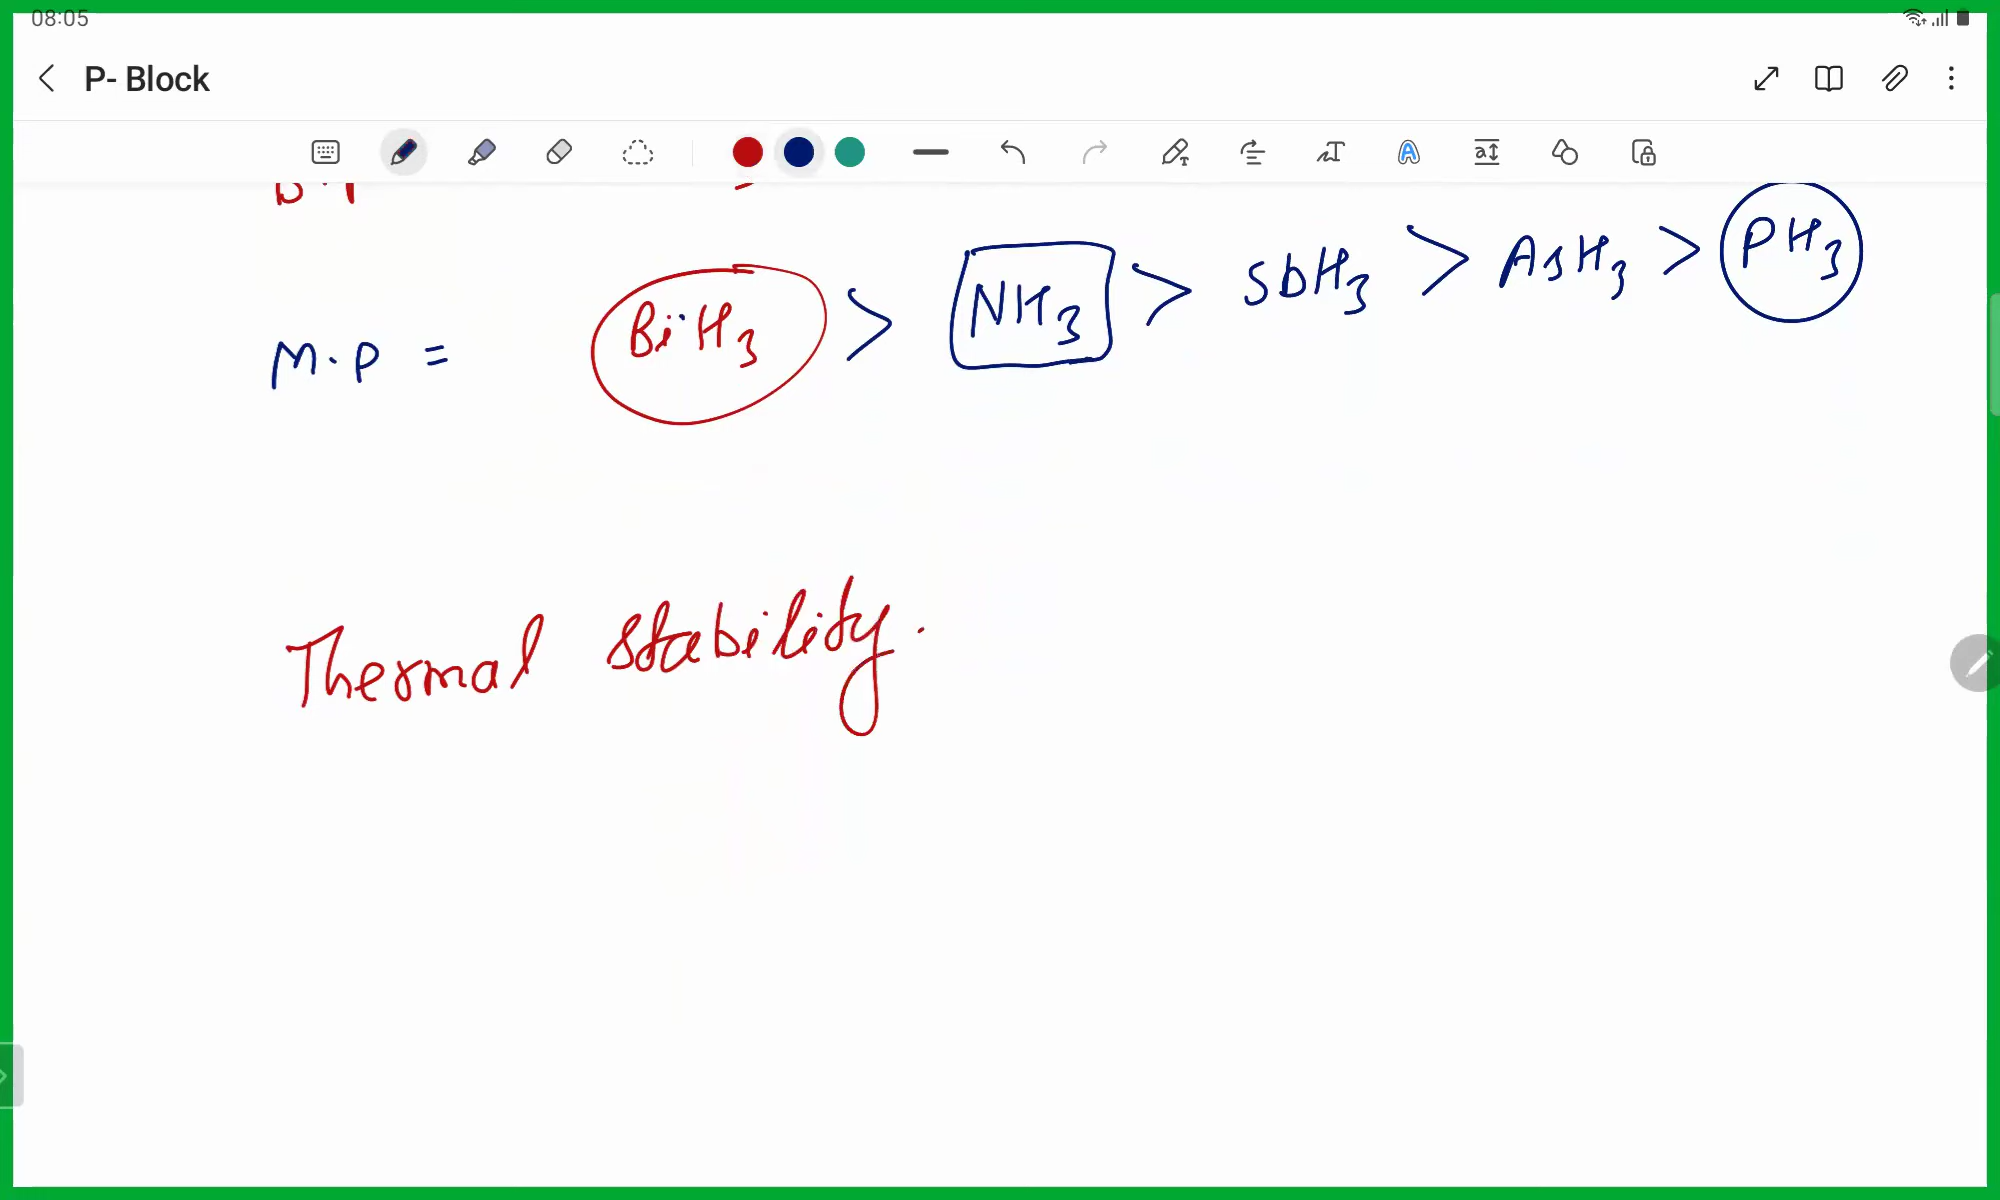 08:05
P- Block
BiH3 > NH3 > SbH3 > AsH3 > PH3
M.P =
Thermal stability.